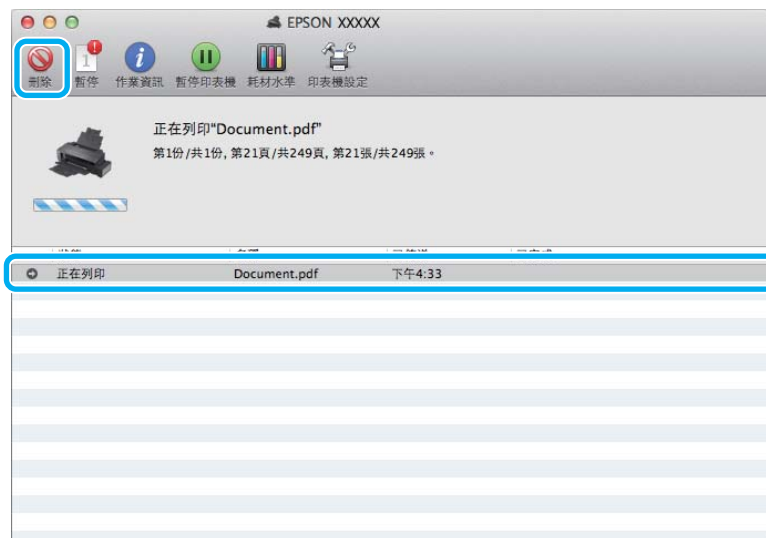 EPSON XXXXX
1
刪除 暫停 作業資訊 暫停印表機 耗材水準 印表機設定
正在列印"Document.pdf"
第1份/共1份, 第21頁/共249頁, 第21張/共249張。
正在列印 Document.pdf 下午4:33